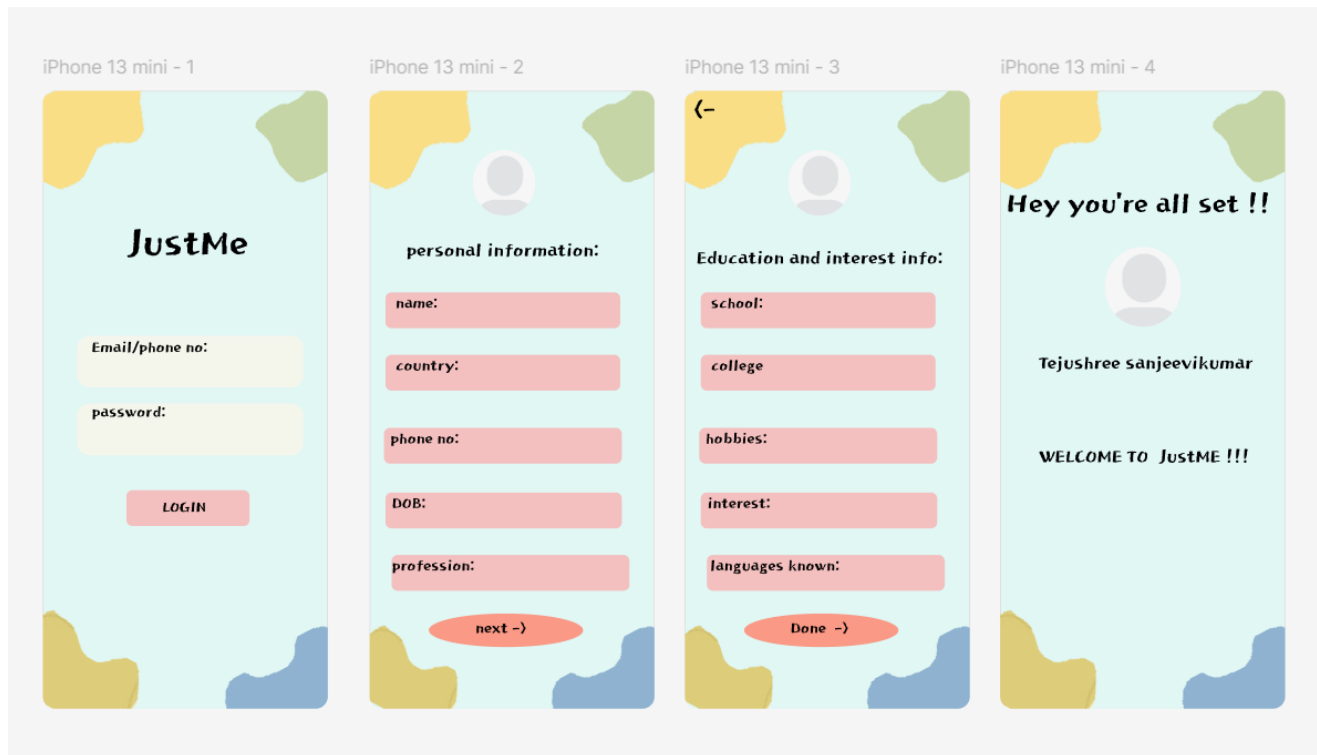 iPhone 13 mini - 1
JustMe
Email/phone no:
password:
LOGIN
iPhone 13 mini - 2
personal information:
name:
country:
phone no:
DOB:
profession:
next -)
iPhone 13 mini - 3
(-
Education and interest info:
school:
college
hobbies:
interest:
languages known:
Done -)
iPhone 13 mini - 4
Hey you're all set !!
Tejushree sanjeevikumar
WELCOME TO JustME !!!